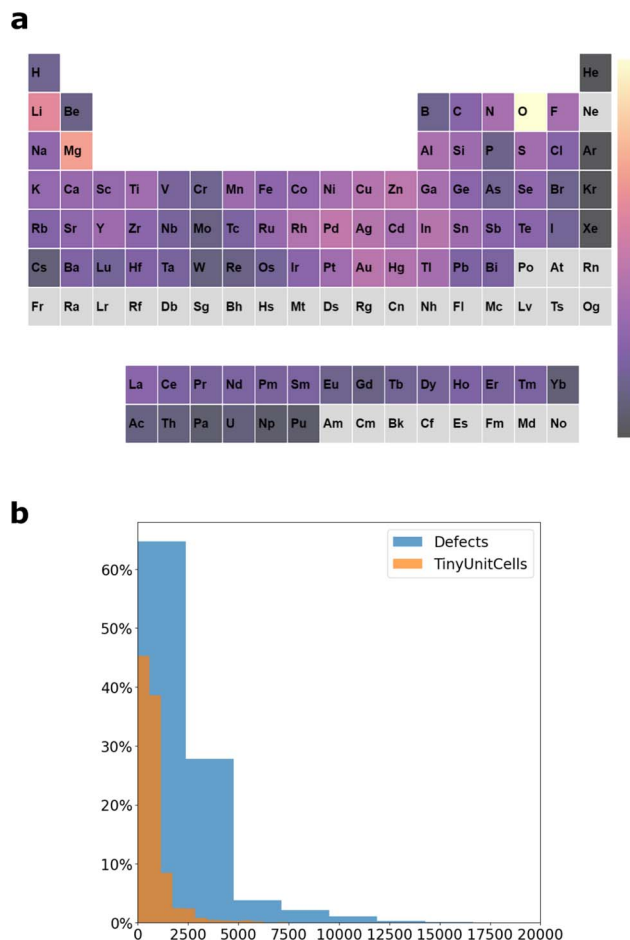 a
H He
Li Be B C N O F Ne
Na Mg Al Si P S Cl Ar
K Ca Sc Ti V Cr Mn Fe Co Ni Cu Zn Ga Ge As Se Br Kr
Rb Sr Y Zr Nb Mo Tc Ru Rh Pd Ag Cd In Sn Sb Te I Xe
Cs Ba Lu Hf Ta W Re Os Ir Pt Au Hg Tl Pb Bi Po At Rn
Fr Ra Lr Rf Db Sg Bh Hs Mt Ds Rg Cn Nh Fl Mc Lv Ts Og
La Ce Pr Nd Pm Sm Eu Gd Tb Dy Ho Er Tm Yb
Ac Th Pa U Np Pu Am Cm Bk Cf Es Fm Md No
b
Defects
TinyUnitCells
60%
50%
40%
30%
20%
10%
0%
0 2500 5000 7500 10000 12500 15000 17500 20000